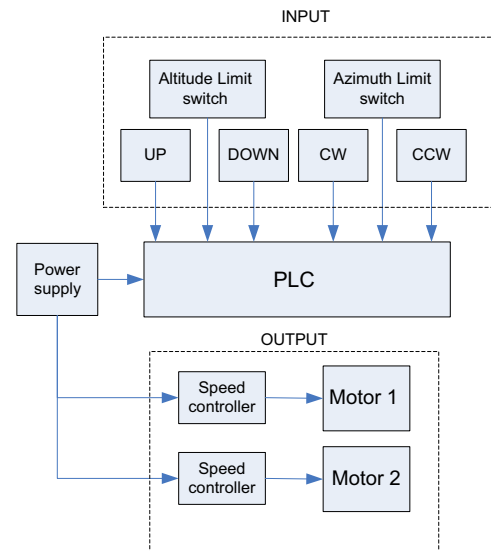 INPUT
Altitude Limit
switch
Azimuth Limit
switch
UP
DOWN
CW
CCW
Power
supply
PLC
OUTPUT
Speed
controller
Motor 1
Speed
controller
Motor 2